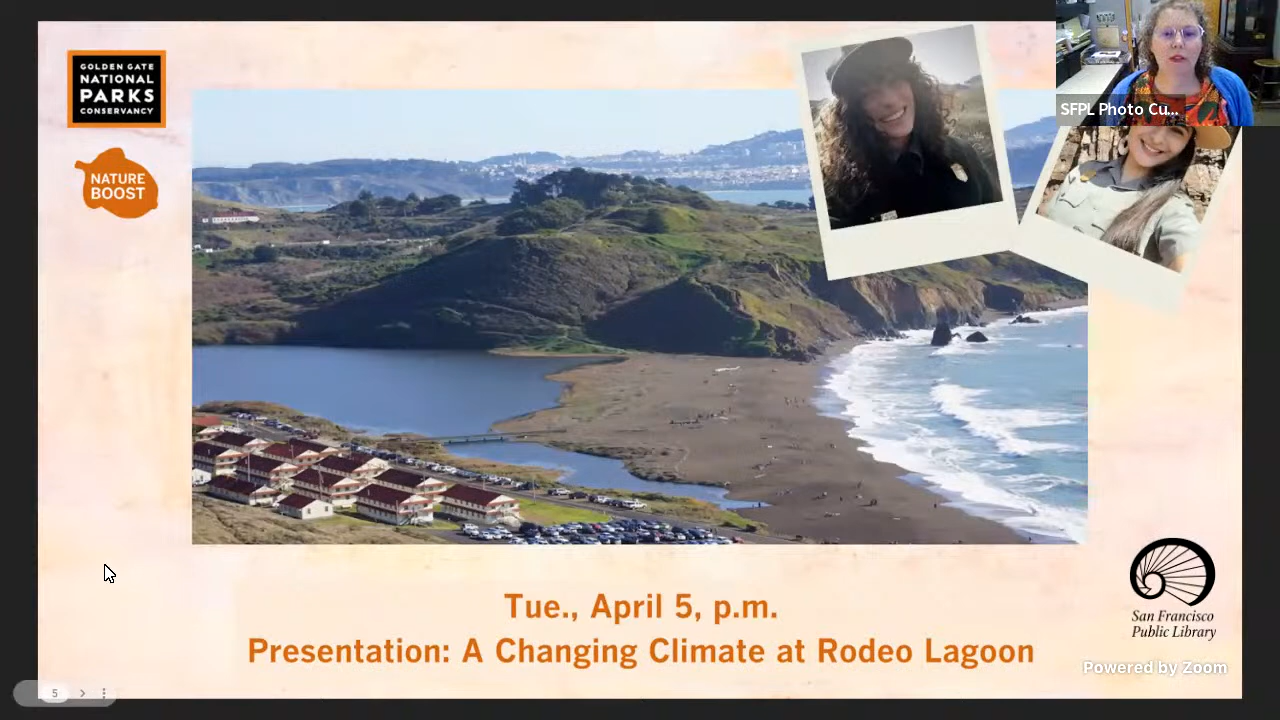 GOLDEN GATE
NATIONAL
PARKS
CONSERVANCY
NATURE
BOOST
SFPL Photo Cu...
Tue., April 5, p.m.
Presentation: A Changing Climate at Rodeo Lagoon
San Francisco
Public Library
Powered by Zoom
5